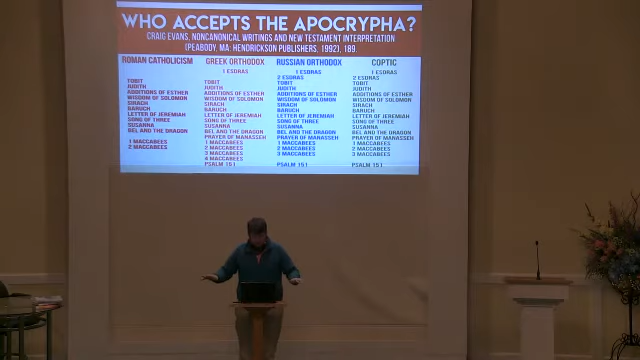 WHO ACCEPTS THE APOCRYPHA?
CRAIG EVANS, NONCANONICAL WRITINGS AND NEW TESTAMENT INTERPRETATION
(PEABODY, MA: HENDRICKSON PUBLISHERS, 1992), 189.
ROMAN CATHOLICISM
TOBIT
JUDITH
ADDITIONS OF ESTHER
WISDOM OF SOLOMON
SIRACH
BARUCH
LETTER OF JEREMIAH
SONG OF THREE
SUSANNA
BEL AND THE DRAGON
1 MACCABEES
2 MACCABEES
GREEK ORTHODOX
1 ESDRAS
TOBIT
JUDITH
ADDITIONS OF ESTHER
WISDOM OF SOLOMON
SIRACH
BARUCH
LETTER OF JEREMIAH
SONG OF THREE
SUSANNA
BEL AND THE DRAGON
PRAYER OF MANASSEH
1 MACCABEES
2 MACCABEES
3 MACCABEES
4 MACCABEES
PSALM 151
RUSSIAN ORTHODOX
1 ESDRAS
2 ESDRAS
TOBIT
JUDITH
ADDITIONS OF ESTHER
WISDOM OF SOLOMON
SIRACH
BARUCH
LETTER OF JEREMIAH
SONG OF THREE
SUSANNA
BEL AND THE DRAGON
PRAYER OF MANASSEH
1 MACCABEES
2 MACCABEES
3 MACCABEES
PSALM 151
COPTIC
1 ESDRAS
2 ESDRAS
TOBIT
JUDITH
ADDITIONS OF ESTHER
WISDOM OF SOLOMON
SIRACH
BARUCH
LETTER OF JEREMIAH
SONG OF THREE
SUSANNA
BEL AND THE DRAGON
PRAYER OF MANASSEH
1 MACCABEES
2 MACCABEES
3 MACCABEES
PSALM 151